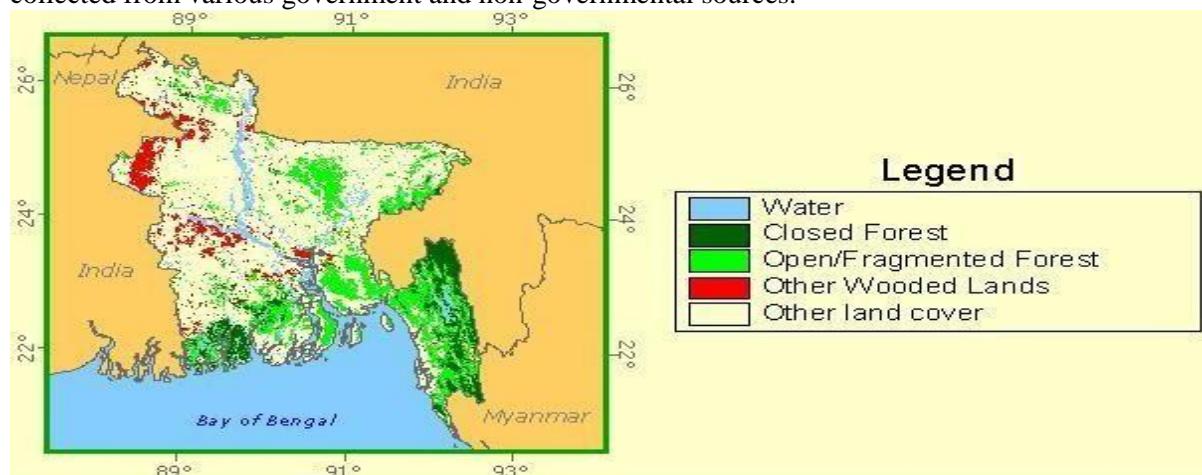 collected from various government and non-governmental sources.
89° 91° 93°
26° Nepal India 26°
Legend
Water
Closed Forest
24° 24°
Open/Fragmented Forest
India
Other Wooded Lands
Other land cover
22° 22°
Bay of Bengal Myanmar
89° 91° 93°